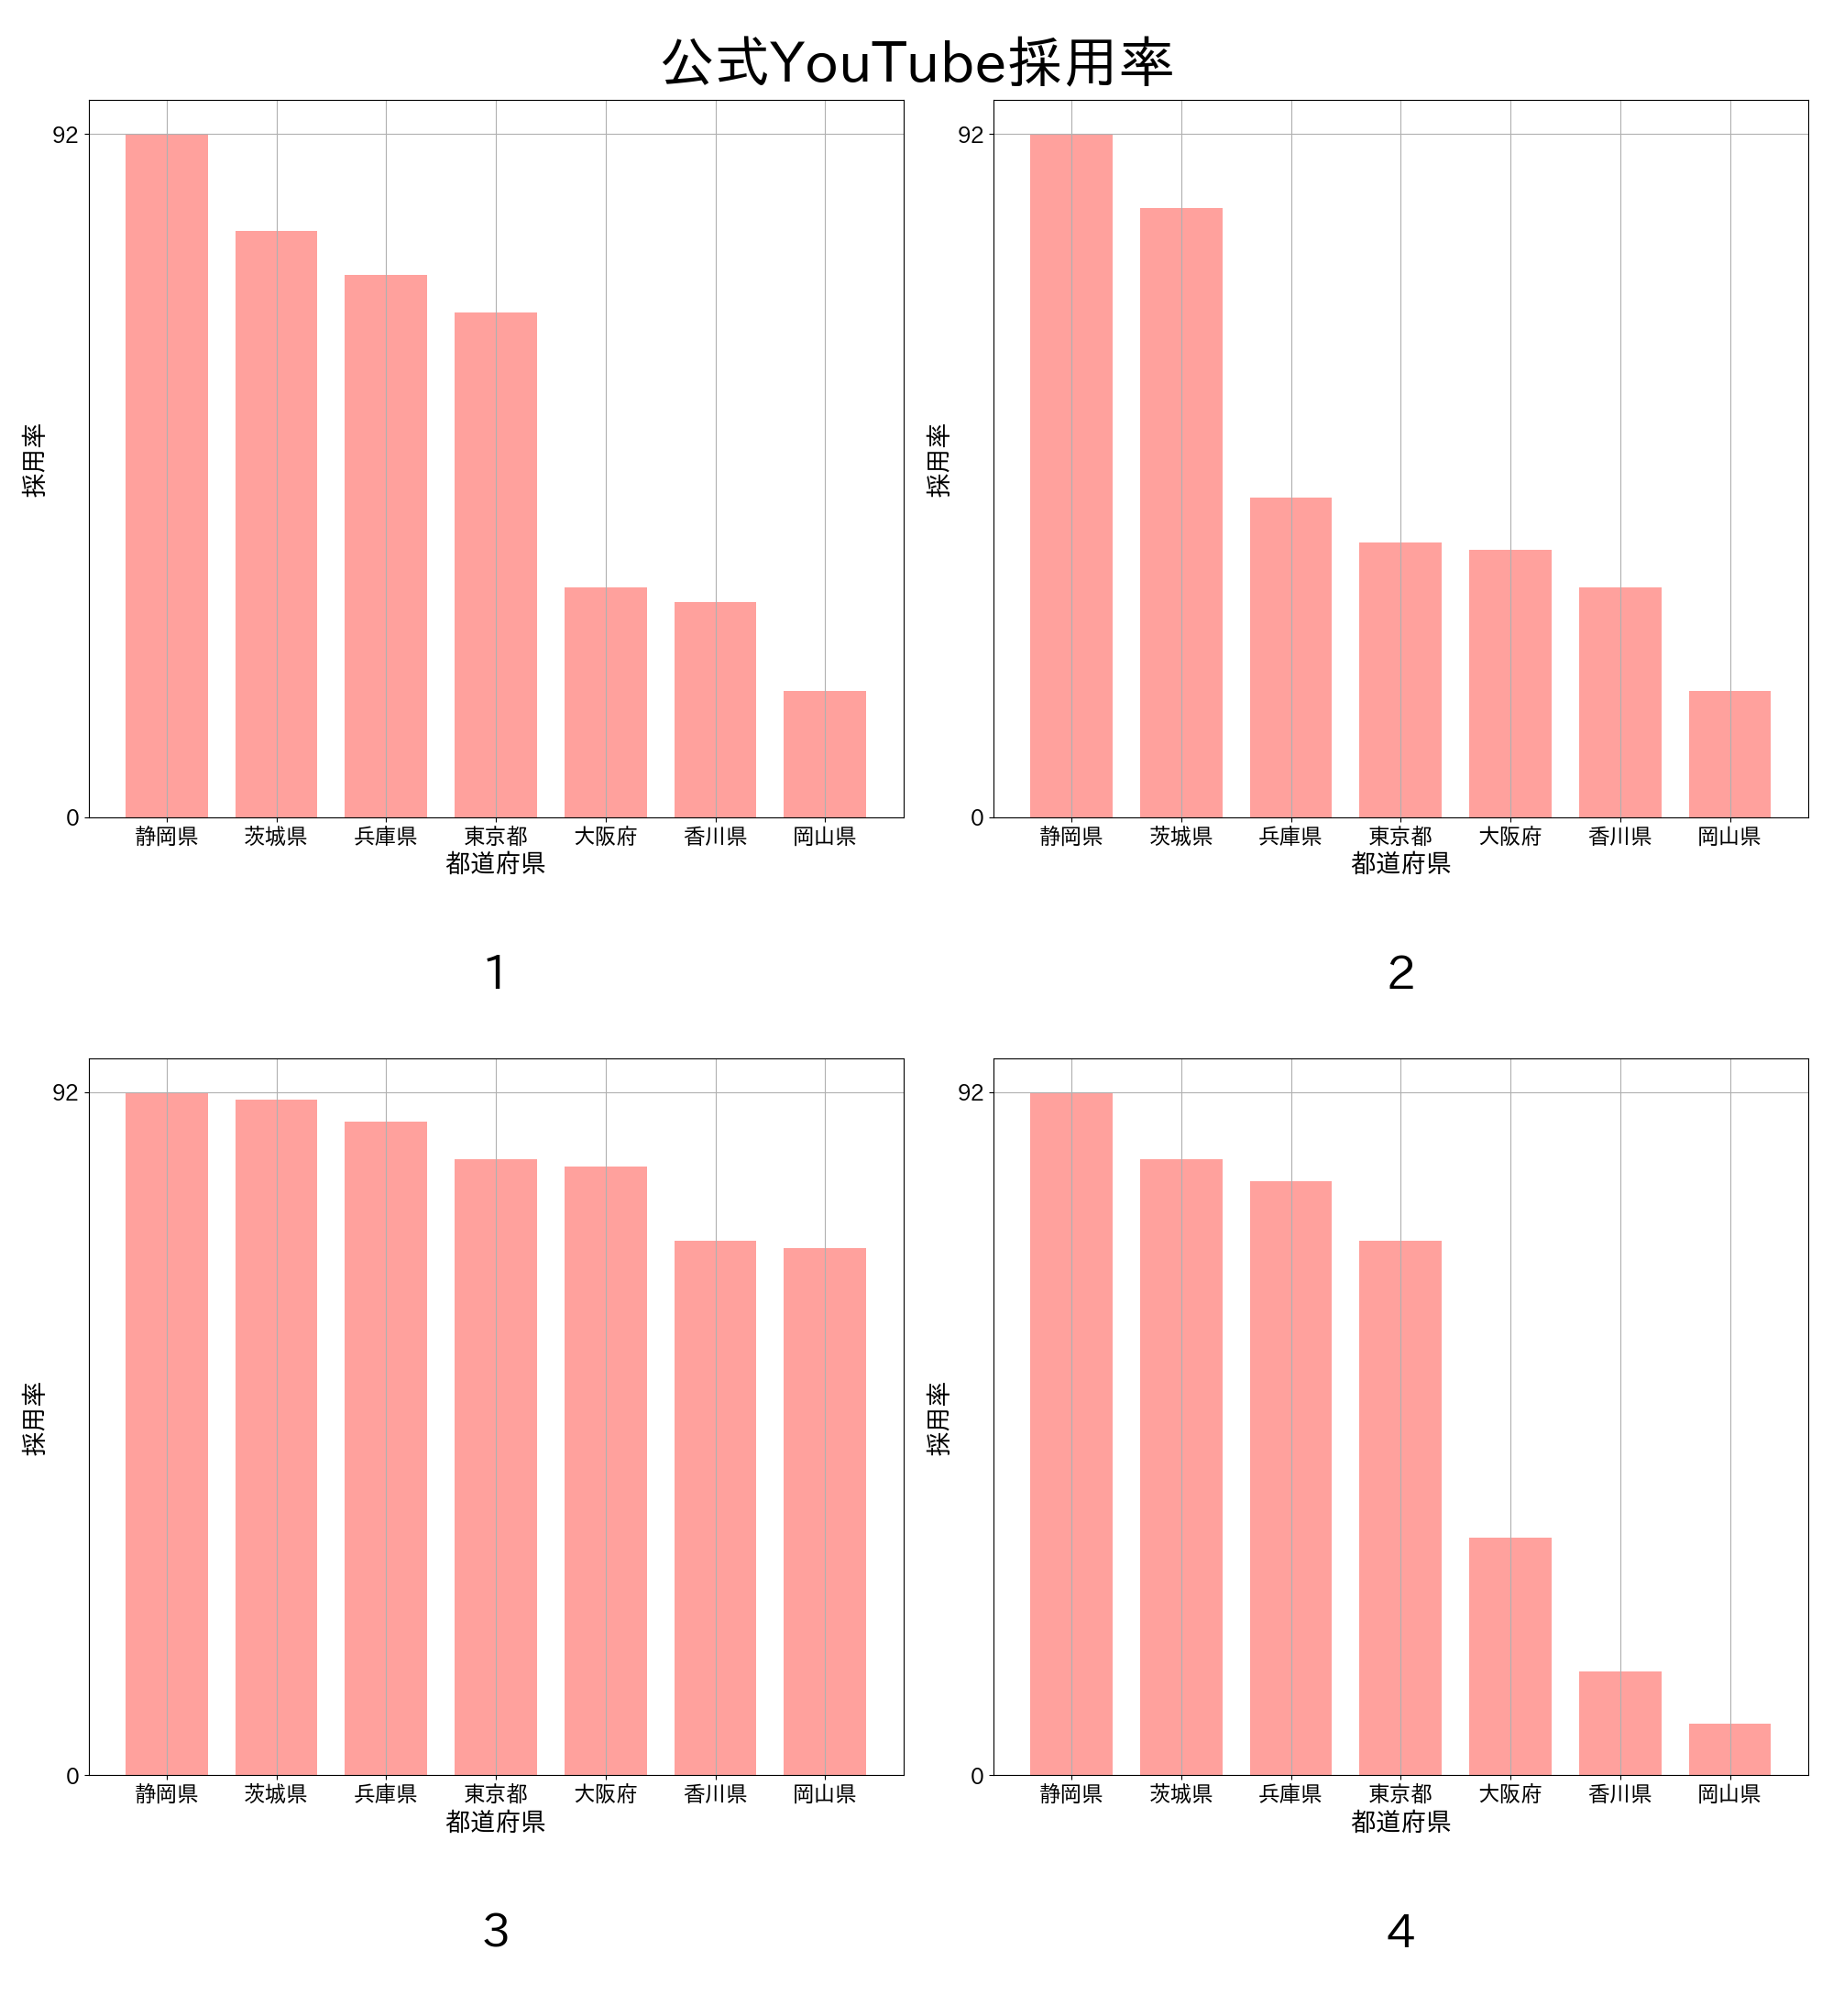 公式YouTube採用率
92
採用率
0
静岡県 茨城県 兵庫県 東京都 大阪府 香川県 岡山県
都道府県
1
92
採用率
0
静岡県 茨城県 兵庫県 東京都 大阪府 香川県 岡山県
都道府県
2
92
採用率
0
静岡県 茨城県 兵庫県 東京都 大阪府 香川県 岡山県
都道府県
3
92
採用率
0
静岡県 茨城県 兵庫県 東京都 大阪府 香川県 岡山県
都道府県
4